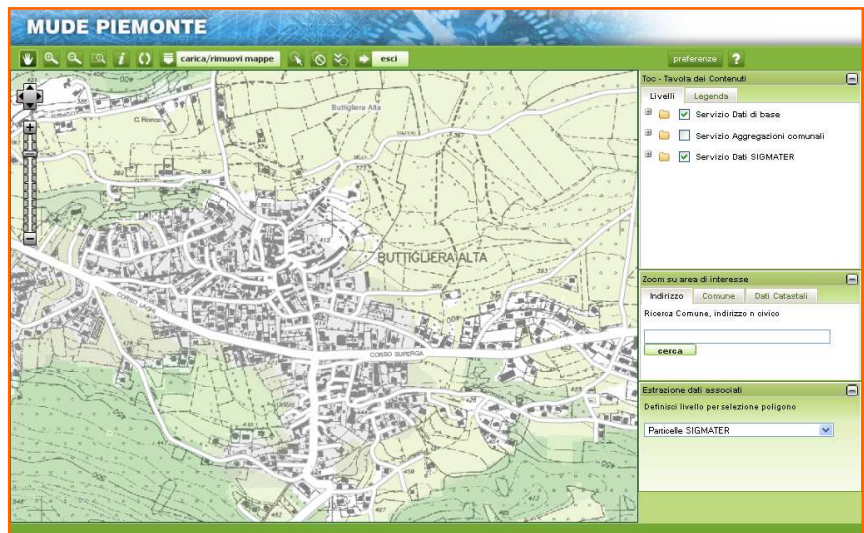 MUDE PIEMONTE
carica/rimuovi mappe
esci
preferenze ?
Toc - Tavola dei Contenuti
Livelli Legenda
Servizio Dati di base
Servizio Aggregazioni comunali
Servizio Dati SIGMATER
Zoom su area di interesse
Indirizzo Comune Dati Catastali
Ricerca Comune, indirizzo n civico
cerca
Estrazione dati associati
Definisci livello per selezione poligono
Particelle SIGMATER
Buttigliera Alta
BUTTIGLIERA ALTA
CORSO LAGHI
CORSO SUPERGA